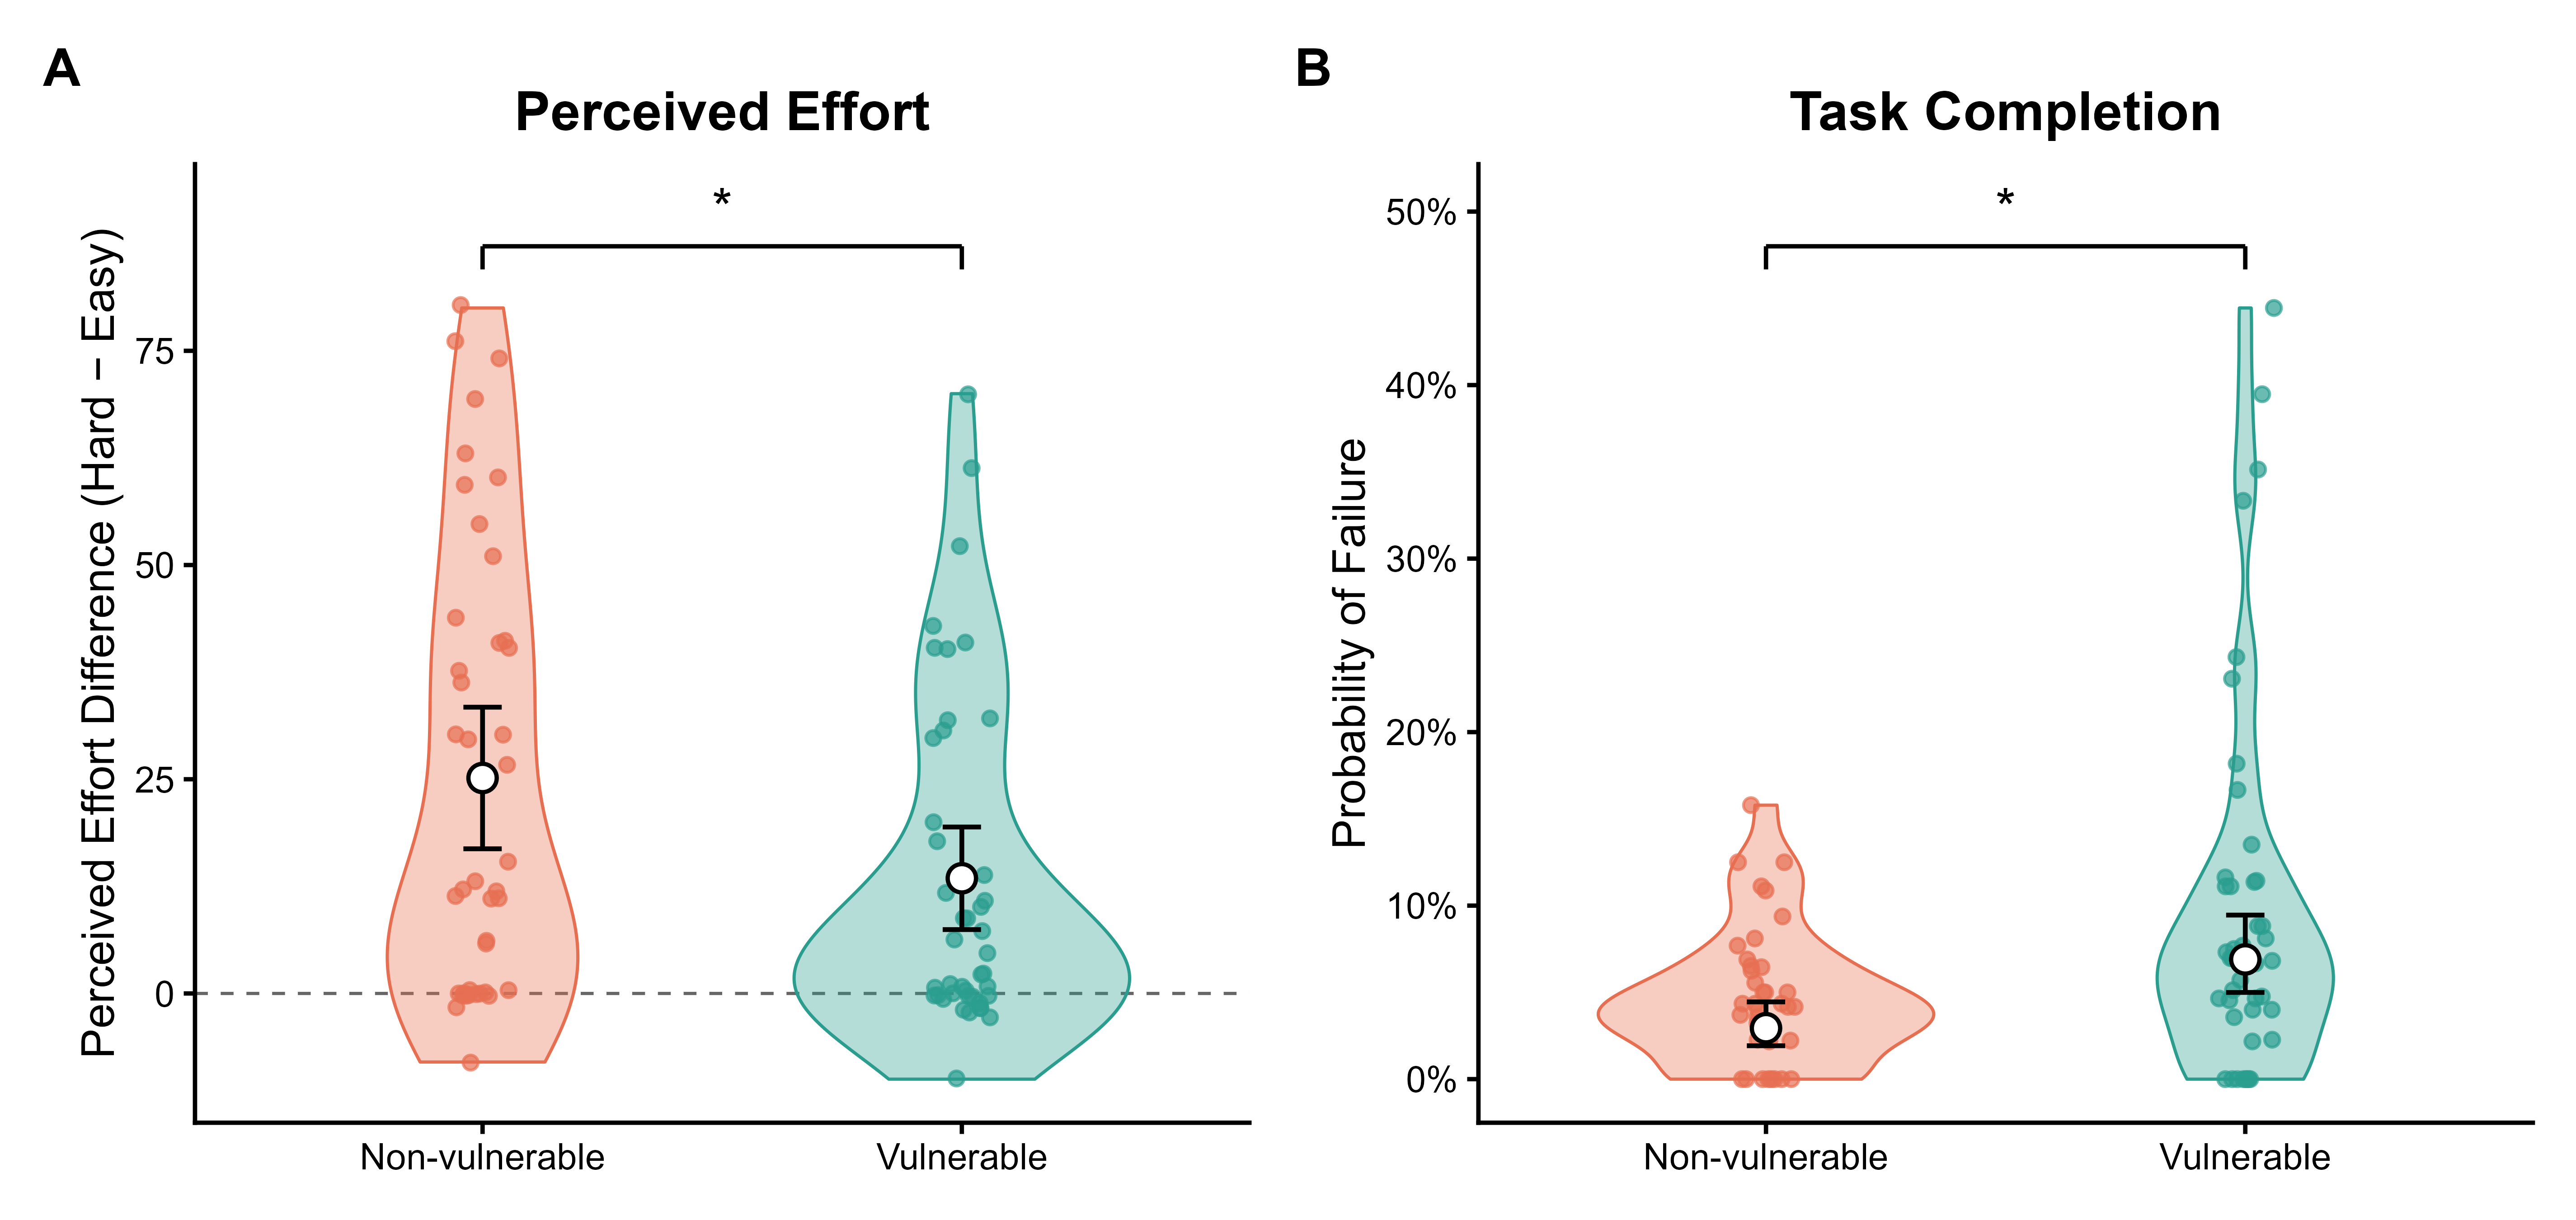 A
Perceived Effort
*
Perceived Effort Difference (Hard − Easy)
75
50
25
0
Non-vulnerable
Vulnerable
B
Task Completion
*
Probability of Failure
50%
40%
30%
20%
10%
0%
Non-vulnerable
Vulnerable